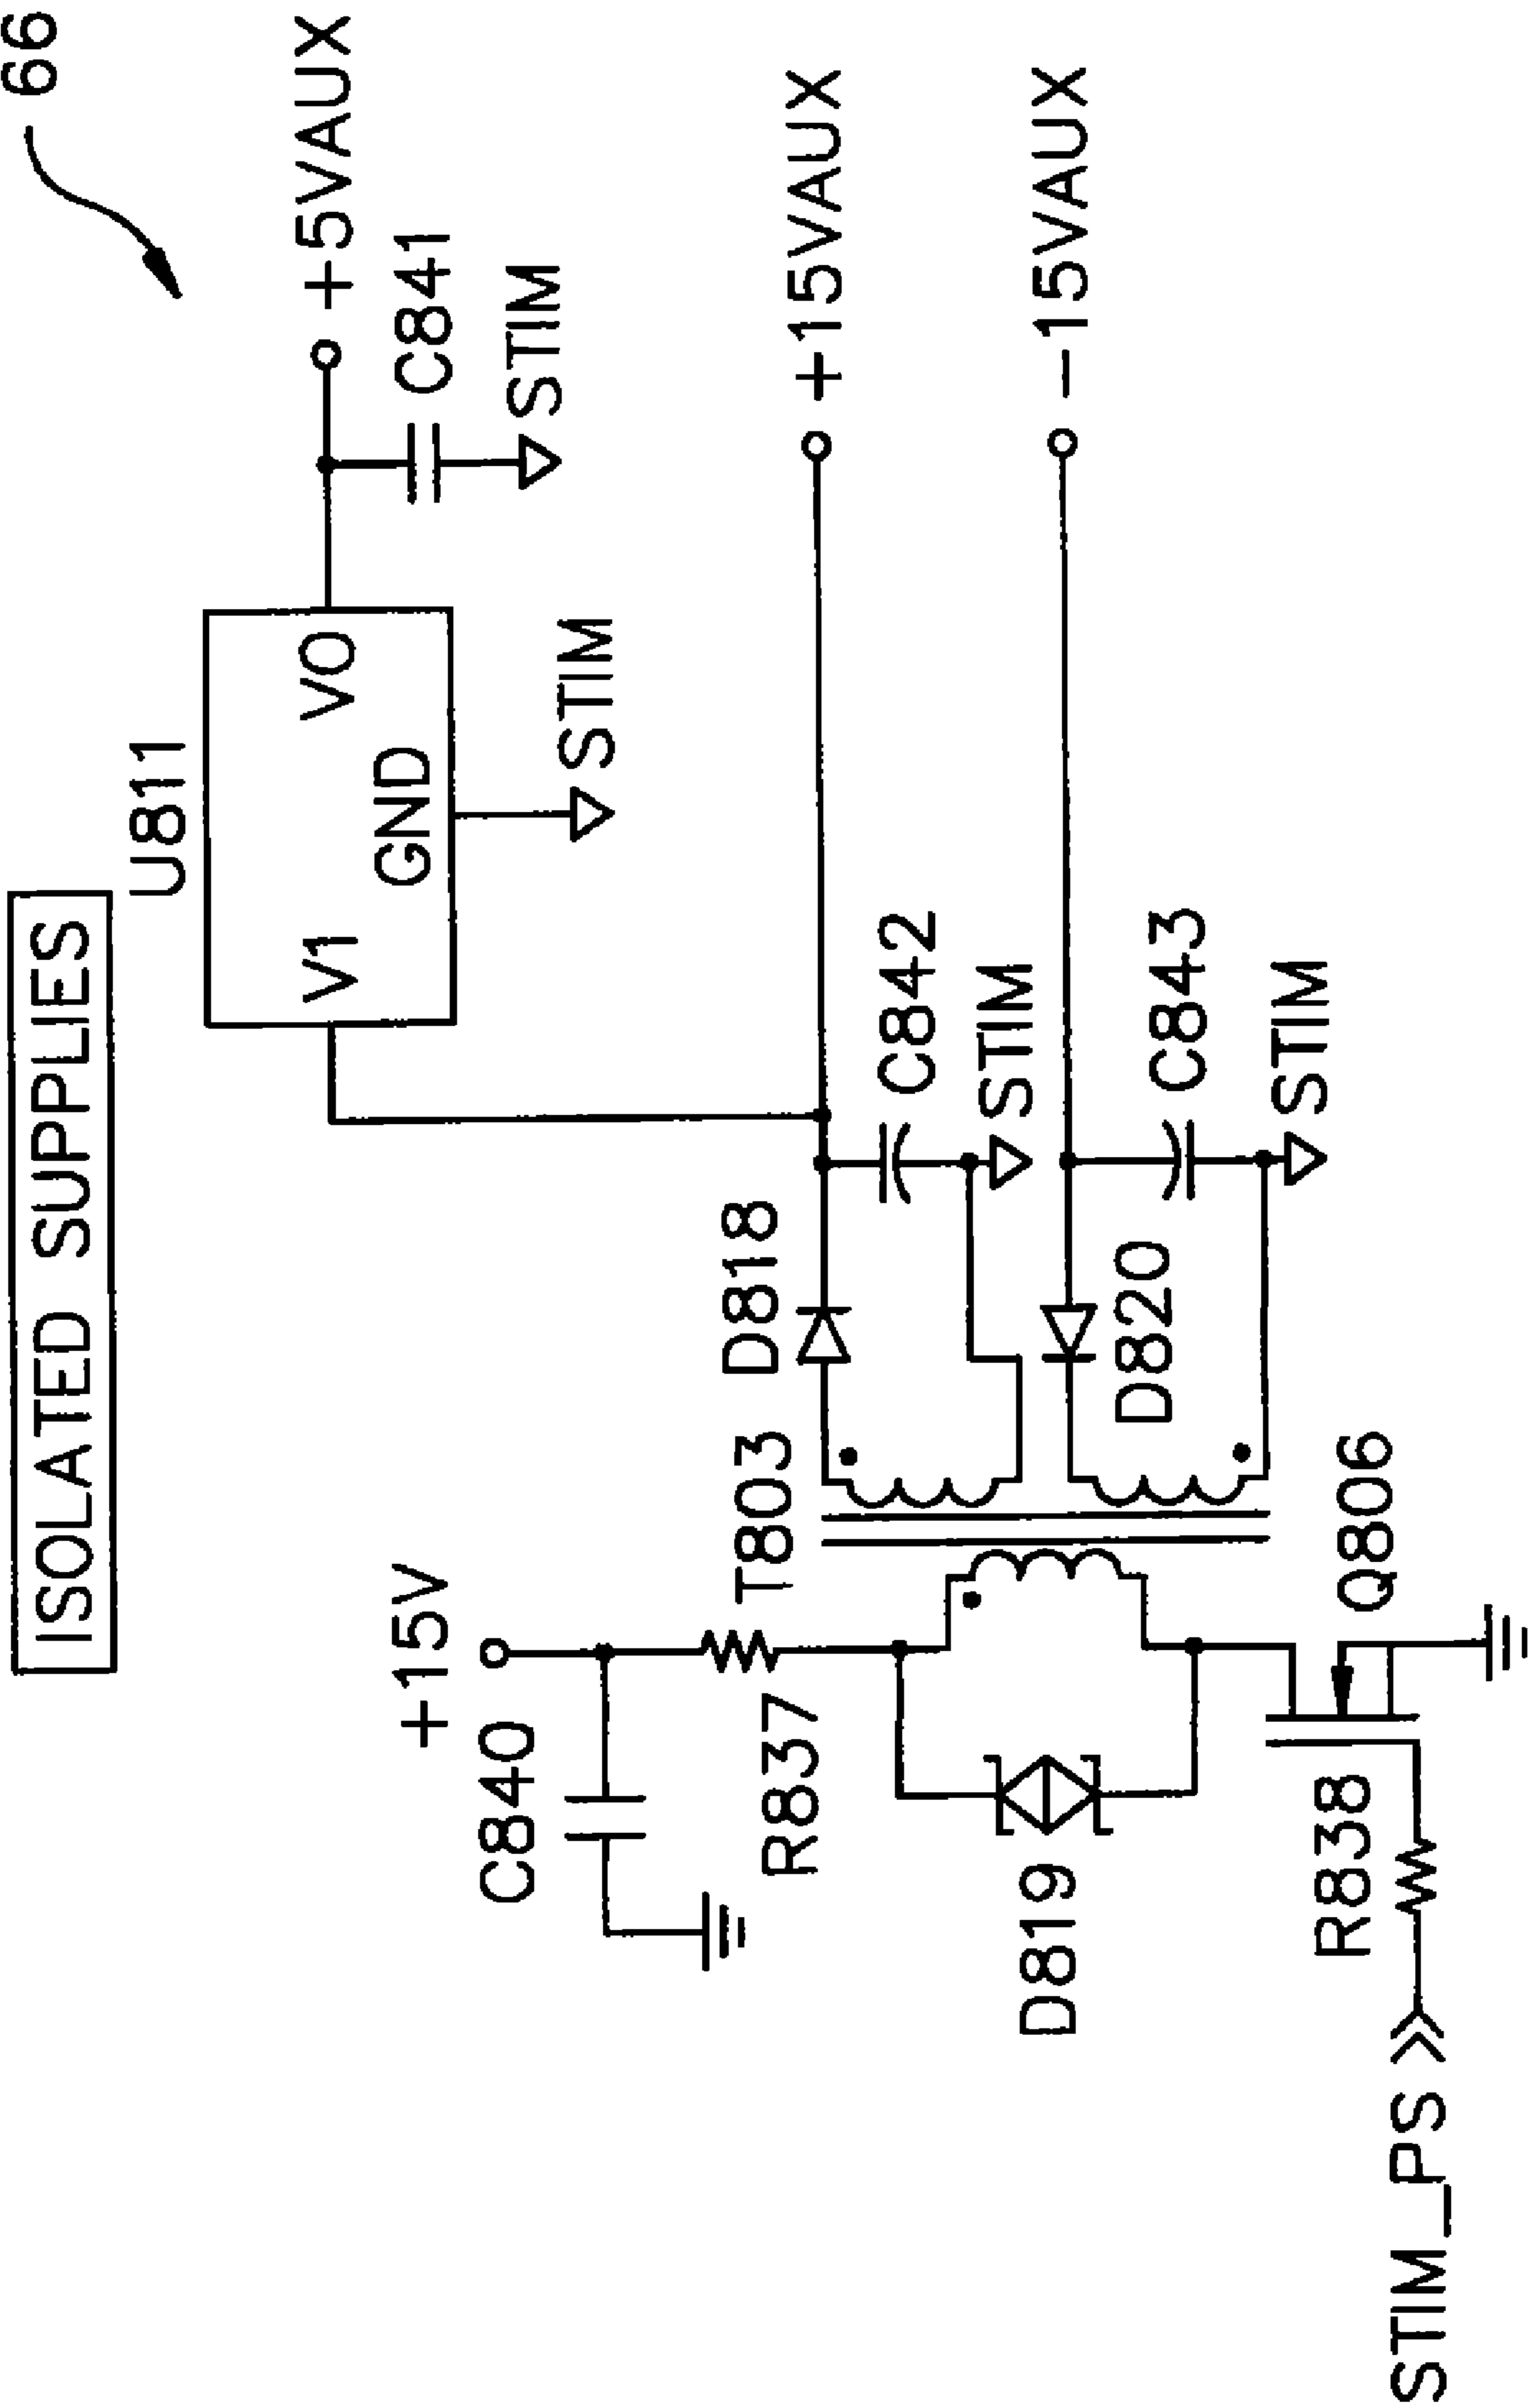 66
ISOLATED SUPPLIES
U811
V1
VO
GND
STIM
+5VAUX
C841
STIM
+15V
C840
R837
T803
D818
C842
STIM
+15VAUX
D819
D820
C843
STIM
-15VAUX
Q806
R838
STIM_PS